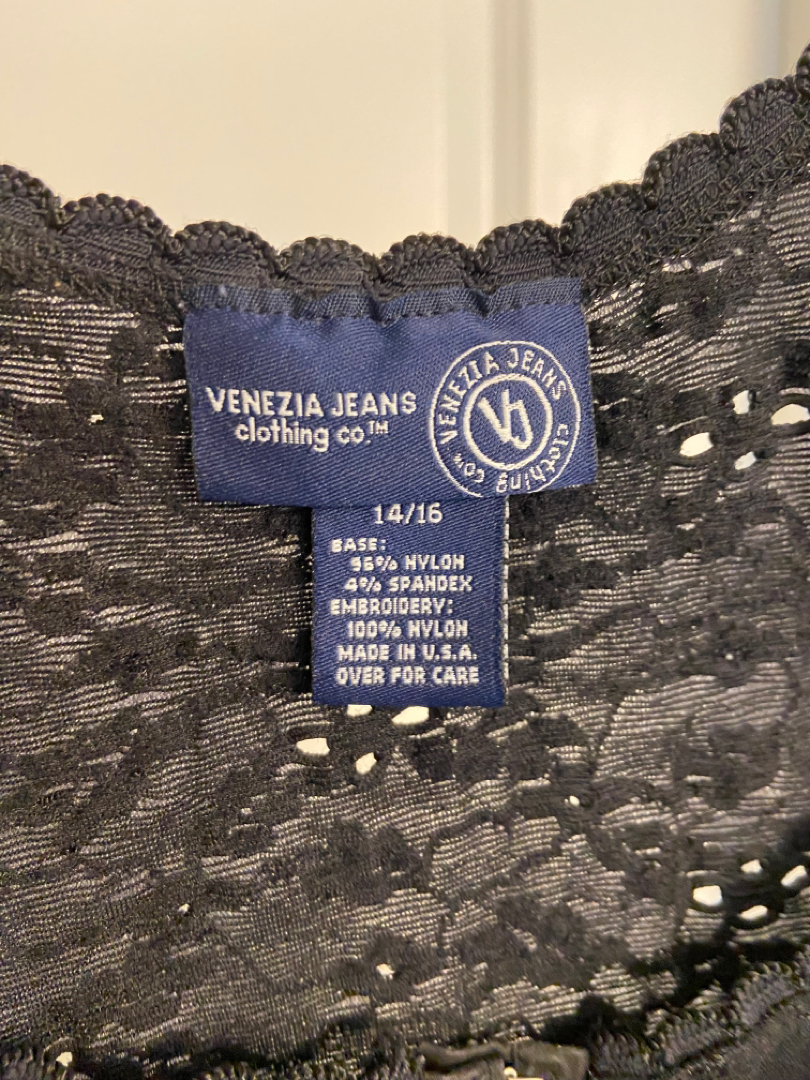 VENEZIA JEANS
clothing co.™
VENEZIA JEANS clothing co™
VJ
14/16
BASE:
96% NYLON
4% SPANDEX
EMBROIDERY:
100% NYLON
MADE IN U.S.A.
OVER FOR CARE